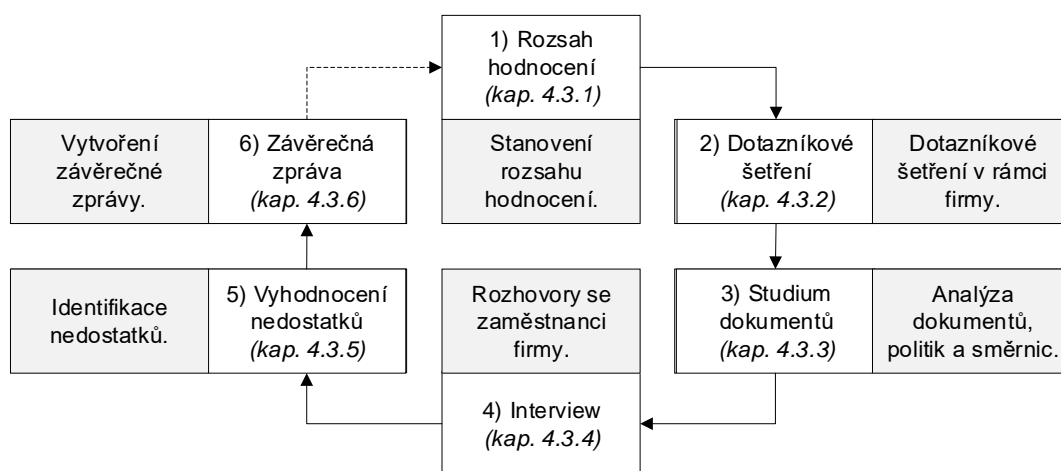 1) Rozsah
hodnocení
(kap. 4.3.1)
Stanovení
rozsahu
hodnocení.
2) Dotazníkové
šetření
(kap. 4.3.2)
Dotazníkové
šetření v rámci
firmy.
3) Studium
dokumentů
(kap. 4.3.3)
Analýza
dokumentů,
politik a směrnic.
Rozhovory se
zaměstnanci
firmy.
4) Interview
(kap. 4.3.4)
Identifikace
nedostatků.
5) Vyhodnocení
nedostatků
(kap. 4.3.5)
Vytvoření
závěrečné
zprávy.
6) Závěrečná
zpráva
(kap. 4.3.6)